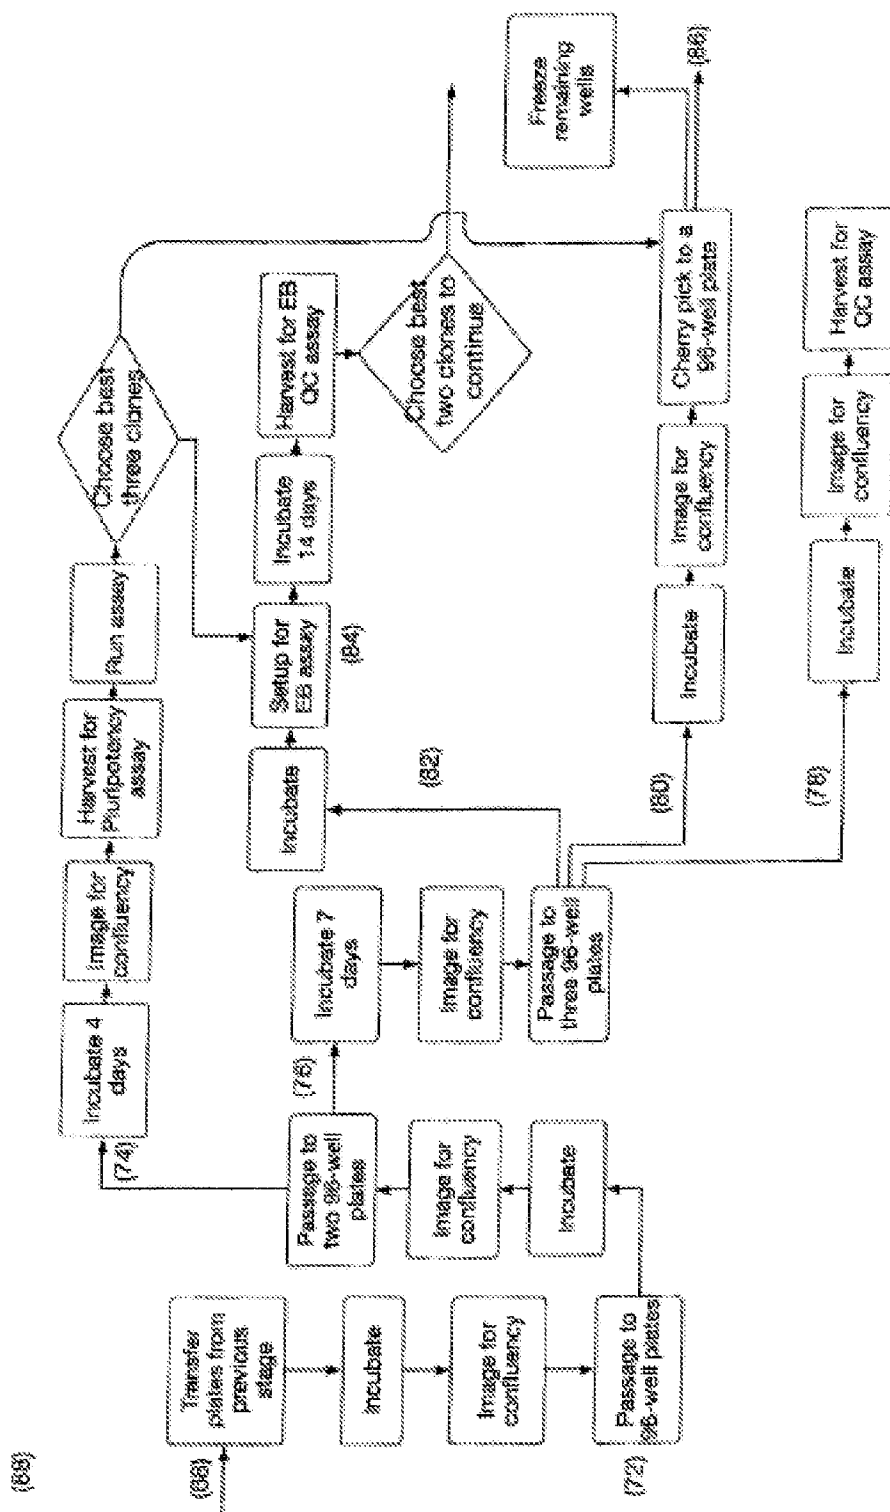 (68)
(66)
Transfer
plates from
previous
stage
Incubate
Image for
confluency
Passage to
96-well plates
(72)
Incubate
Image for
confluency
Passage to
two 96-well
plates
(74)
Incubate 4
days
Image for
confluency
Harvest for
Pluripotency
assay
Run assay
Choose best
three clones
(76)
Incubate 7
days
Image for
confluency
Passage to
three 96-well
plates
(82)
Incubate
Setup for
EB assay
(84)
Incubate
14 days
Harvest for EB
QC assay
Choose best
two clones to
continue
(80)
Incubate
Image for
confluency
Cherry pick to a
96-well plate
Freeze
remaining
wells
(86)
(78)
Incubate
Image for
confluency
Harvest for
QC assay